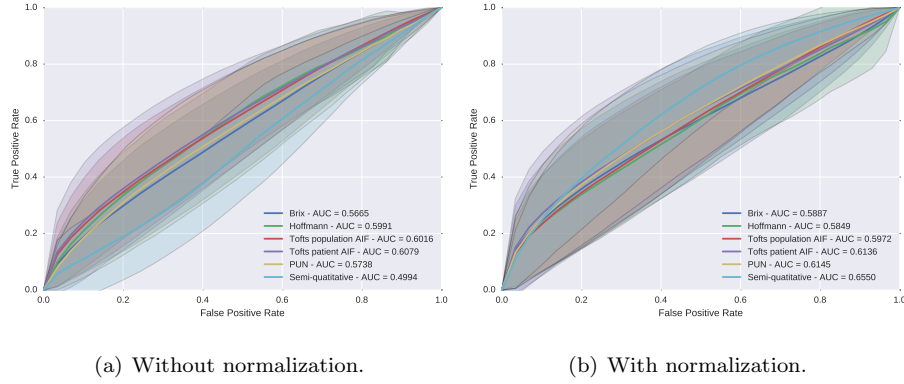 1.0
0.8
0.6
0.4
0.2
0.0
True Positive Rate
0.0 0.2 0.4 0.6 0.8 1.0
False Positive Rate
Brix - AUC = 0.5665
Hoffmann - AUC = 0.5991
Tofts population AIF - AUC = 0.6016
Tofts patient AIF - AUC = 0.6079
PUN - AUC = 0.5738
Semi-quatitative - AUC = 0.4994
(a) Without normalization.
1.0
0.8
0.6
0.4
0.2
0.0
True Positive Rate
0.0 0.2 0.4 0.6 0.8 1.0
False Positive Rate
Brix - AUC = 0.5887
Hoffmann - AUC = 0.5849
Tofts population AIF - AUC = 0.5972
Tofts patient AIF - AUC = 0.6136
PUN - AUC = 0.6145
Semi-quatitative - AUC = 0.6550
(b) With normalization.